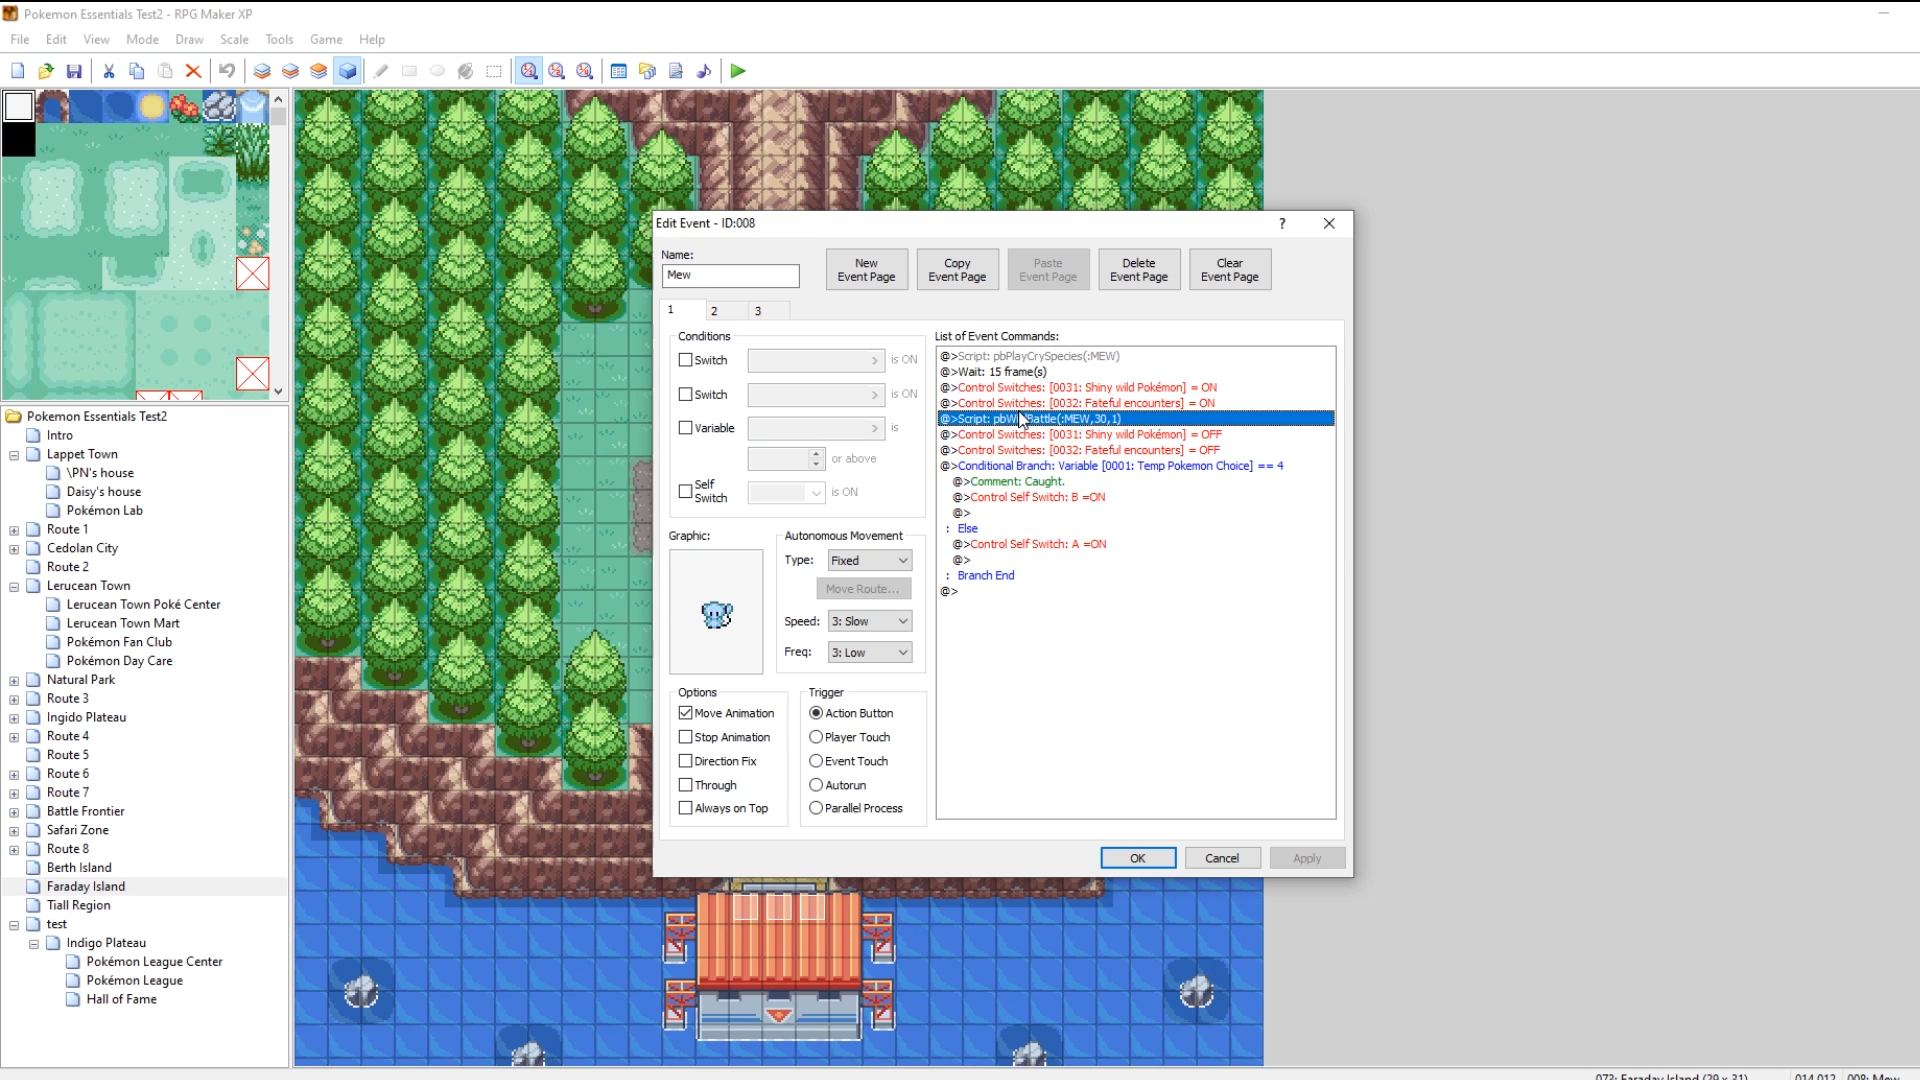 Pokemon Essentials Test2 - RPG Maker XP
File Edit View Mode Draw Scale Tools Game Help
Pokemon Essentials Test2
Intro
Lappet Town
\PN's house
Daisy's house
Pokémon Lab
Route 1
Cedolan City
Route 2
Lerucean Town
Lerucean Town Poké Center
Lerucean Town Mart
Pokémon Fan Club
Pokémon Day Care
Natural Park
Route 3
Ingido Plateau
Route 4
Route 5
Route 6
Route 7
Battle Frontier
Safari Zone
Route 8
Berth Island
Faraday Island
Tiall Region
test
Indigo Plateau
Pokémon League Center
Pokémon League
Hall of Fame
Edit Event - ID:008
?
Name:
Mew
New Event Page
Copy Event Page
Paste Event Page
Delete Event Page
Clear Event Page
1 2 3
Conditions
Switch is ON
Switch is ON
Variable is
or above
Self Switch is ON
Graphic:
Autonomous Movement
Type: Fixed
Move Route...
Speed: 3: Slow
Freq: 3: Low
Options
Move Animation
Stop Animation
Direction Fix
Through
Always on Top
Trigger
Action Button
Player Touch
Event Touch
Autorun
Parallel Process
List of Event Commands:
@>Script: pbPlayCrySpecies(:MEW)
@>Wait: 15 frame(s)
@>Control Switches: [0031: Shiny wild Pokémon] = ON
@>Control Switches: [0032: Fateful encounters] = ON
@>Script: pbWildBattle(:MEW,30,1)
@>Control Switches: [0031: Shiny wild Pokémon] = OFF
@>Control Switches: [0032: Fateful encounters] = OFF
@>Conditional Branch: Variable [0001: Temp Pokemon Choice] == 4
@>Comment: Caught.
@>Control Self Switch: B =ON
@>
: Else
@>Control Self Switch: A =ON
@>
: Branch End
@>
OK Cancel Apply
073: Faraday Island (29 x 31) 014,012 008: Mew